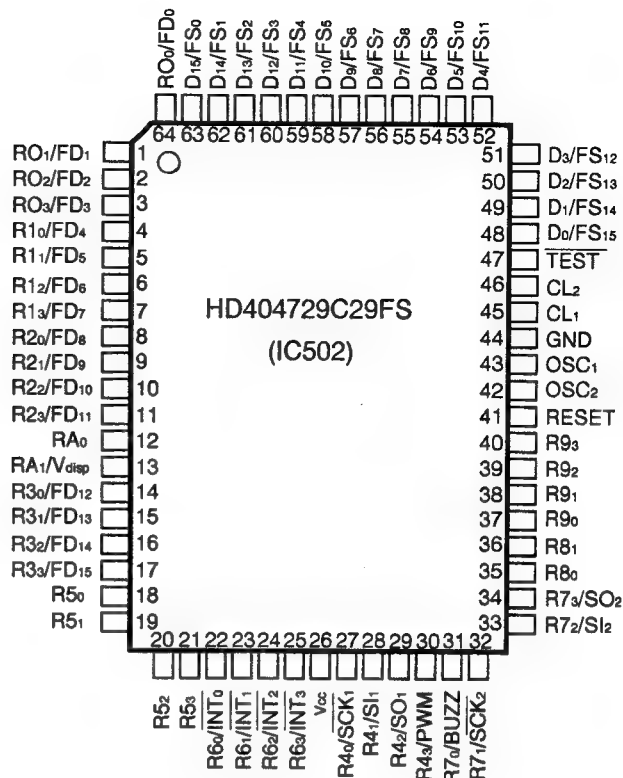 RO₀/FD₀
D₁₅/FS₀
D₁₄/FS₁
D₁₃/FS₂
D₁₂/FS₃
D₁₁/FS₄
D₁₀/FS₅
D₉/FS₆
D₈/FS₇
D₇/FS₈
D₆/FS₉
D₅/FS₁₀
D₄/FS₁₁
64 63 62 61 60 59 58 57 56 55 54 53 52
RO₁/FD₁ 1
RO₂/FD₂ 2
RO₃/FD₃ 3
R1₀/FD₄ 4
R1₁/FD₅ 5
R1₂/FD₆ 6
R1₃/FD₇ 7
R2₀/FD₈ 8
R2₁/FD₉ 9
R2₂/FD₁₀ 10
R2₃/FD₁₁ 11
RA₀ 12
RA₁/Vdisp 13
R3₀/FD₁₂ 14
R3₁/FD₁₃ 15
R3₂/FD₁₄ 16
R3₃/FD₁₅ 17
R5₀ 18
R5₁ 19
HD404729C29FS
(IC502)
51 D₃/FS₁₂
50 D₂/FS₁₃
49 D₁/FS₁₄
48 D₀/FS₁₅
47 T̅E̅S̅T̅
46 CL₂
45 CL₁
44 GND
43 OSC₁
42 OSC₂
41 RESET
40 R9₃
39 R9₂
38 R9₁
37 R9₀
36 R8₁
35 R8₀
34 R7₃/SO₂
33 R7₂/SI₂
20 21 22 23 24 25 26 27 28 29 30 31 32
R5₂
R5₃
R6₀/I̅N̅T̅₀
R6₁/I̅N̅T̅₁
R6₂/I̅N̅T̅₂
R6₃/I̅N̅T̅₃
Vcc
R4₀/S̅C̅K̅₁
R4₁/SI₁
R4₂/SO₁
R4₃/PWM
R7₀/BUZZ
R7₁/S̅C̅K̅₂